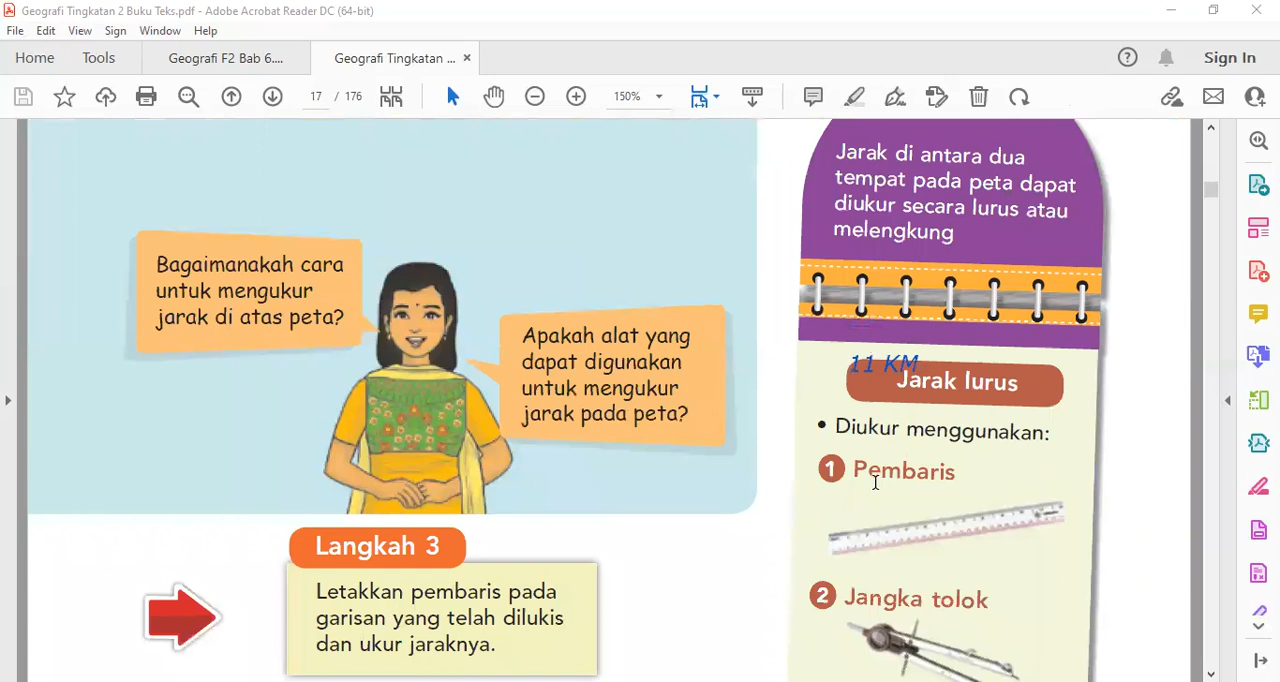 Geografi Tingkatan 2 Buku Teks.pdf - Adobe Acrobat Reader DC (64-bit)
File Edit View Sign Window Help
Home Tools Geografi F2 Bab 6.... Geografi Tingkatan ... × Sign In
17 / 176 150%
Jarak di antara dua
tempat pada peta dapat
diukur secara lurus atau
melengkung
Bagaimanakah cara
untuk mengukur
jarak di atas peta?
Apakah alat yang
dapat digunakan
untuk mengukur
jarak pada peta?
11 KM
Jarak lurus
• Diukur menggunakan:
1 Pembaris
2 Jangka tolok
Langkah 3
Letakkan pembaris pada
garisan yang telah dilukis
dan ukur jaraknya.